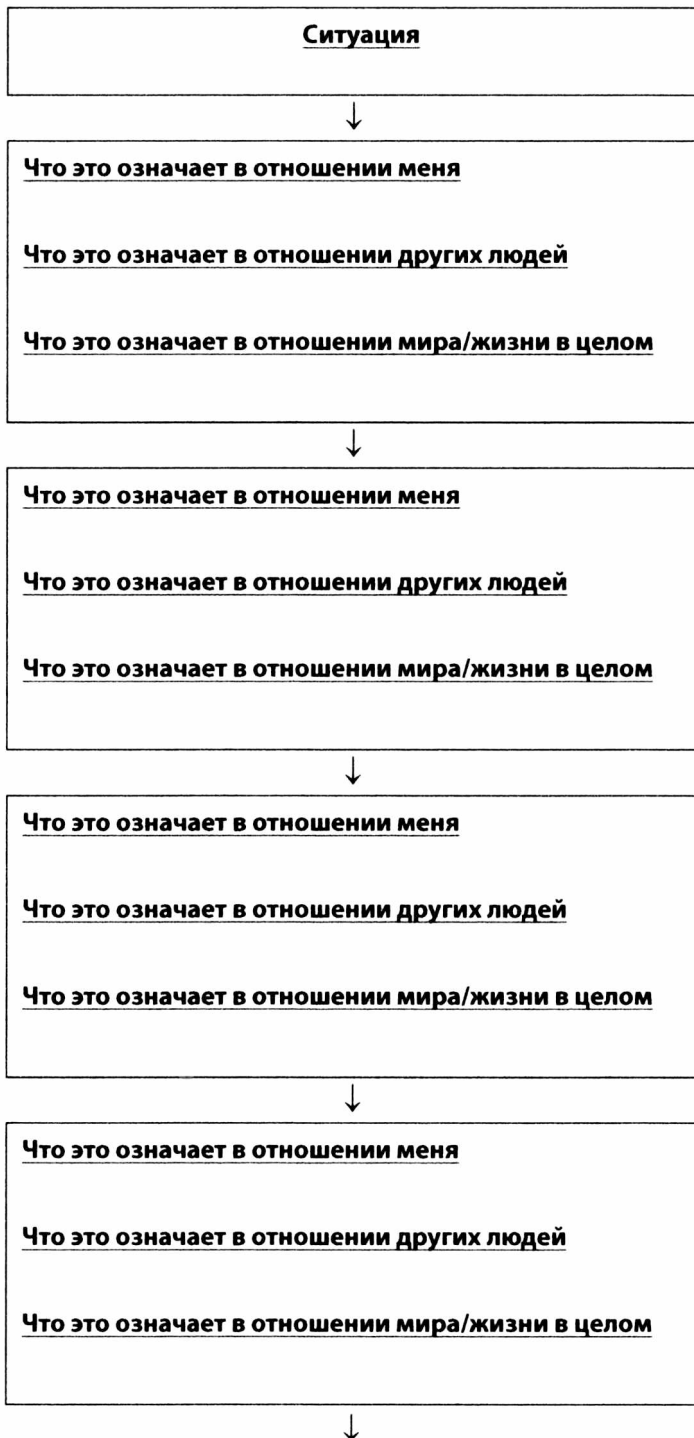 Ситуация
↓
Что это означает в отношении меня
Что это означает в отношении других людей
Что это означает в отношении мира/жизни в целом
↓
Что это означает в отношении меня
Что это означает в отношении других людей
Что это означает в отношении мира/жизни в целом
↓
Что это означает в отношении меня
Что это означает в отношении других людей
Что это означает в отношении мира/жизни в целом
↓
Что это означает в отношении меня
Что это означает в отношении других людей
Что это означает в отношении мира/жизни в целом
↓